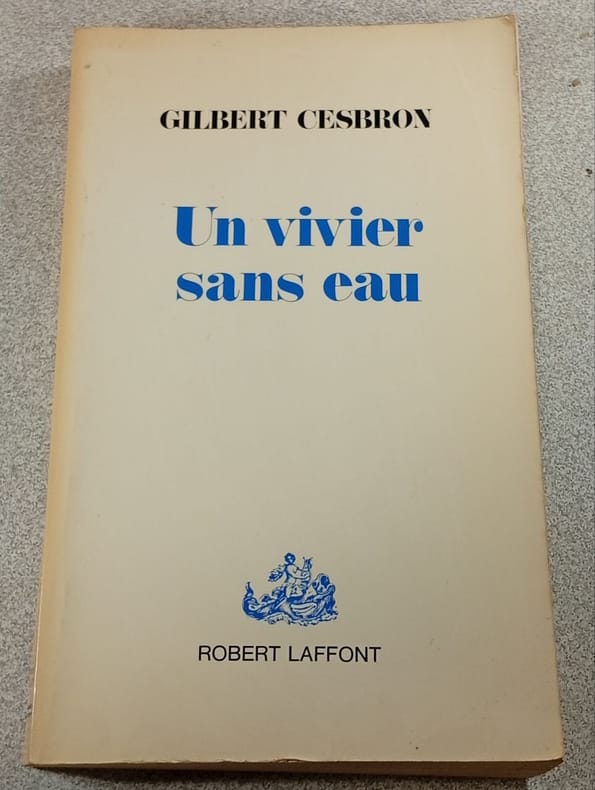 GILBERT CESBRON
Un vivier
sans eau
ROBERT LAFFONT